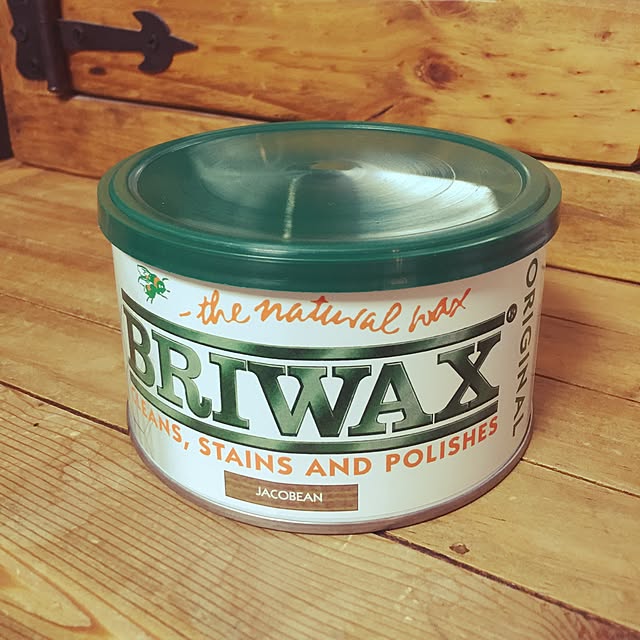 -the natural wax
BRIWAX®
CLEANS, STAINS AND POLISHES
JACOBEAN
ORIGINAL